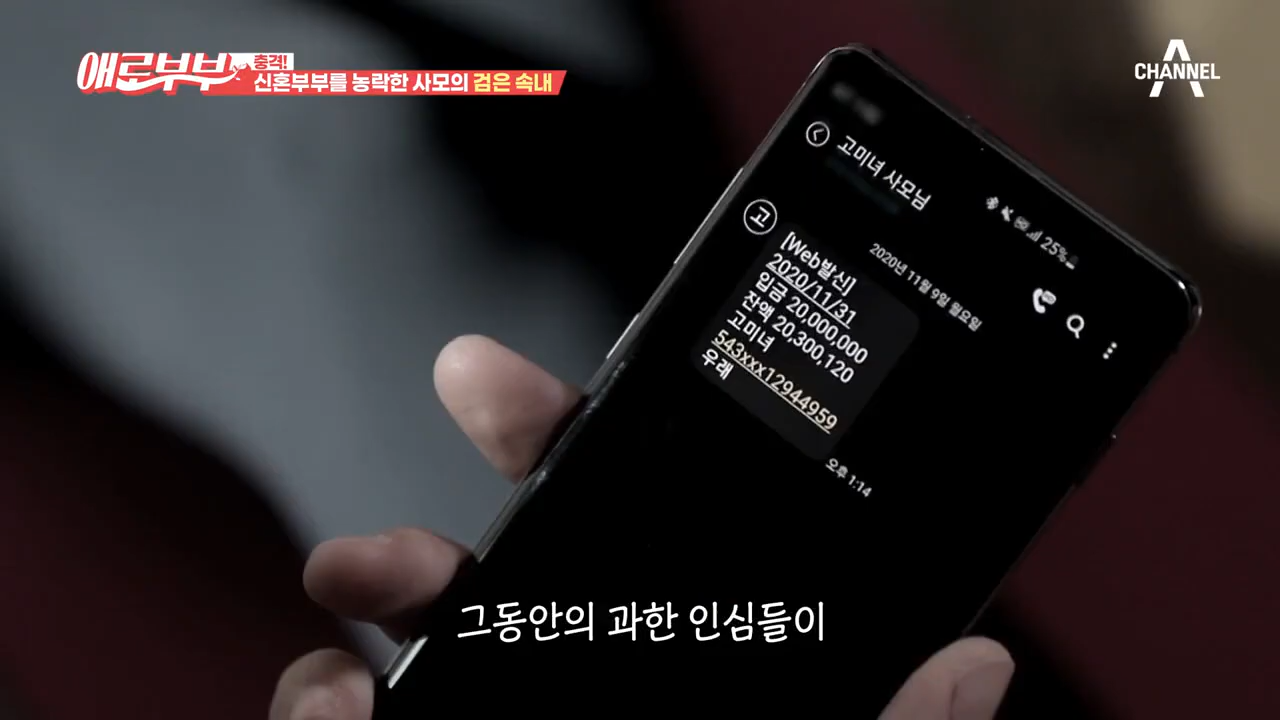 애로부부
충격!
신혼부부를 농락한 사모의 검은 속내
CHANNEL A
고미녀 사모님
25%
2020년 11월 9일 월요일
고
[Web발신]
2020/11/31
입금 20,000,000
잔액 20,300,120
고미녀
543xxx12944959
우래
오후 1:14
그동안의 과한 인심들이